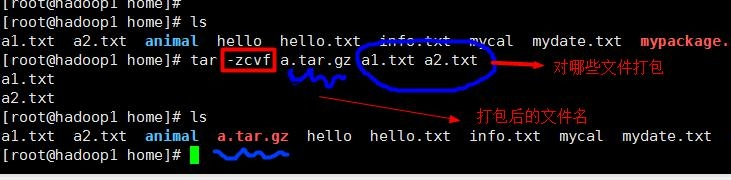 [root@hadoop1 home]#
[root@hadoop1 home]# ls
a1.txt a2.txt animal hello hello.txt info.txt mycal mydate.txt mypackage.
[root@hadoop1 home]# tar -zcvf a.tar.gz a1.txt a2.txt 对哪些文件打包
a1.txt
a2.txt
打包后的文件名
[root@hadoop1 home]# ls
a1.txt a2.txt animal a.tar.gz hello hello.txt info.txt mycal mydate.txt
[root@hadoop1 home]#